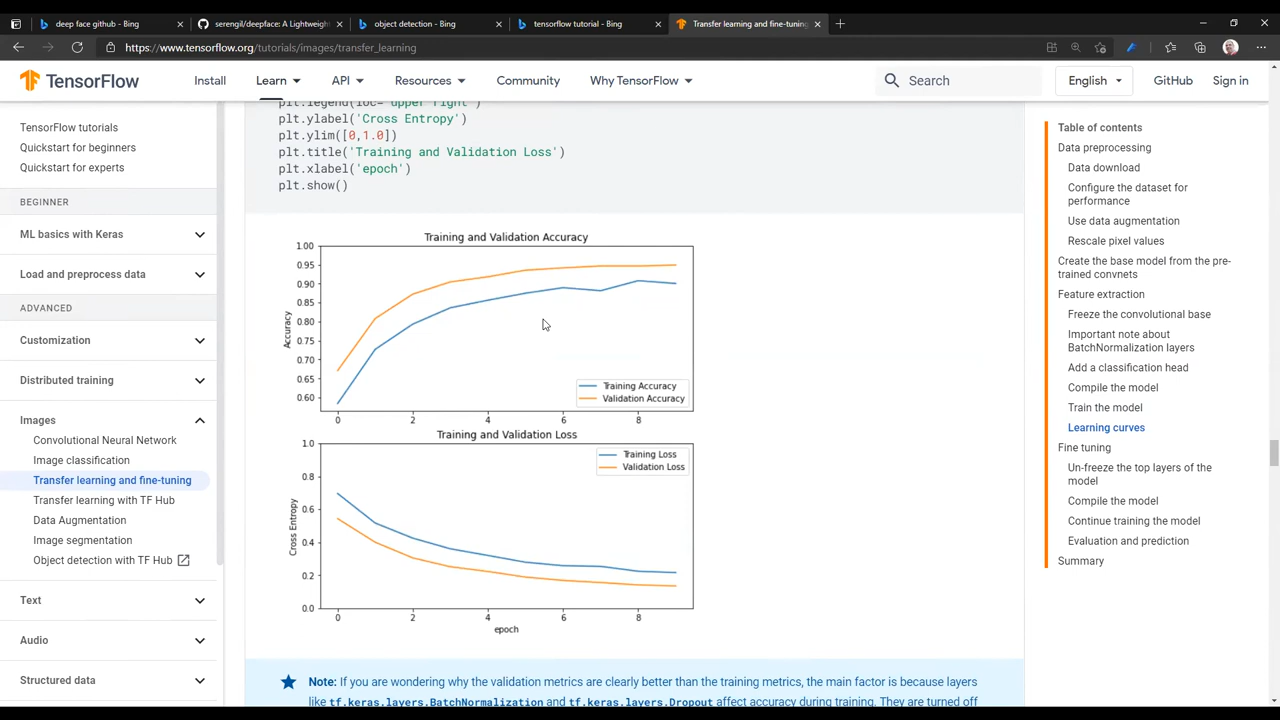 deep face github - Bing
serengil/deepface: A Lightweigh
object detection - Bing
tensorflow tutorial - Bing
Transfer learning and fine-tuning
https://www.tensorflow.org/tutorials/images/transfer_learning
TensorFlow
Install
Learn
API
Resources
Community
Why TensorFlow
Search
English
GitHub
Sign in
TensorFlow tutorials
Quickstart for beginners
Quickstart for experts
BEGINNER
ML basics with Keras
Load and preprocess data
ADVANCED
Customization
Distributed training
Images
Convolutional Neural Network
Image classification
Transfer learning and fine-tuning
Transfer learning with TF Hub
Data Augmentation
Image segmentation
Object detection with TF Hub
Text
Audio
Structured data
plt.legend(loc='upper right')
plt.ylabel('Cross Entropy')
plt.ylim([0,1.0])
plt.title('Training and Validation Loss')
plt.xlabel('epoch')
plt.show()
Training and Validation Accuracy
1.00
0.95
0.90
0.85
0.80
0.75
0.70
0.65
0.60
Accuracy
Training Accuracy
Validation Accuracy
0 2 4 6 8
Training and Validation Loss
1.0
0.8
0.6
0.4
0.2
0.0
Cross Entropy
Training Loss
Validation Loss
0 2 4 6 8
epoch
Note: If you are wondering why the validation metrics are clearly better than the training metrics, the main factor is because layers
like tf.keras.layers.BatchNormalization and tf.keras.layers.Dropout affect accuracy during training. They are turned off
Table of contents
Data preprocessing
Data download
Configure the dataset for
performance
Use data augmentation
Rescale pixel values
Create the base model from the pre-
trained convnets
Feature extraction
Freeze the convolutional base
Important note about
BatchNormalization layers
Add a classification head
Compile the model
Train the model
Learning curves
Fine tuning
Un-freeze the top layers of the
model
Compile the model
Continue training the model
Evaluation and prediction
Summary